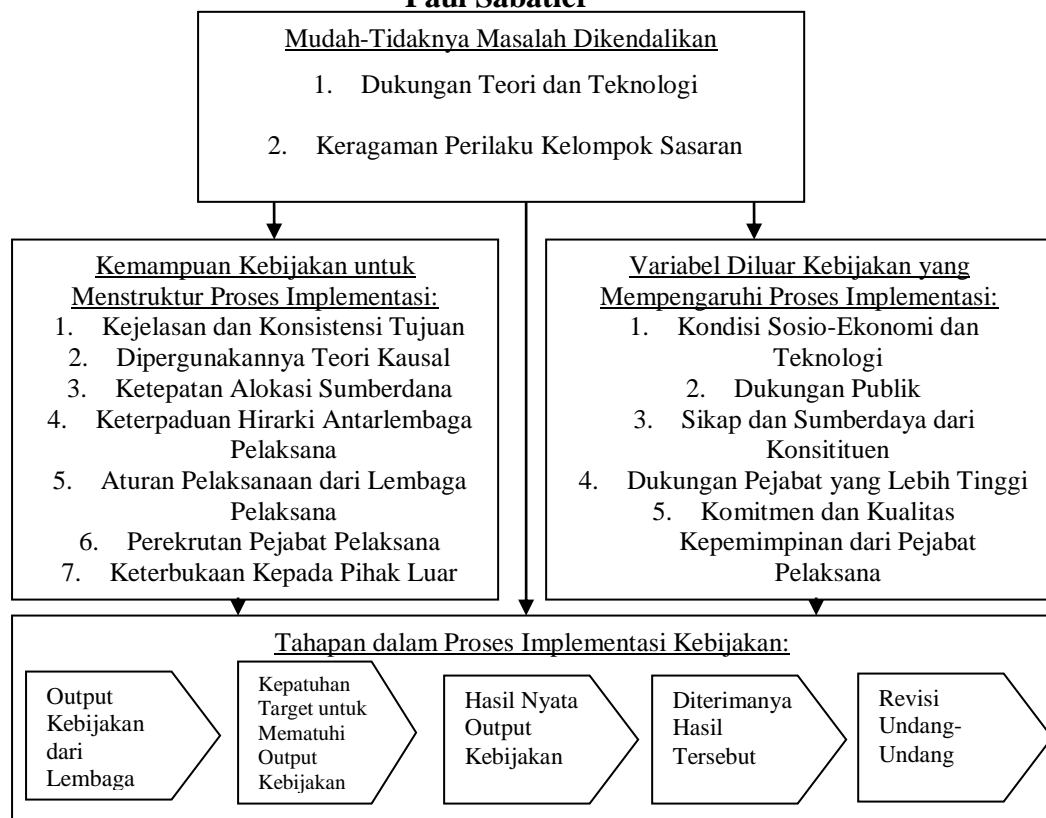 Paul Sabatier
Mudah-Tidaknya Masalah Dikendalikan
1. Dukungan Teori dan Teknologi
2. Keragaman Perilaku Kelompok Sasaran
Kemampuan Kebijakan untuk
Menstruktur Proses Implementasi:
1. Kejelasan dan Konsistensi Tujuan
2. Dipergunakannya Teori Kausal
3. Ketepatan Alokasi Sumberdana
4. Keterpaduan Hirarki Antarlembaga
Pelaksana
5. Aturan Pelaksanaan dari Lembaga
Pelaksana
6. Perekrutan Pejabat Pelaksana
7. Keterbukaan Kepada Pihak Luar
Variabel Diluar Kebijakan yang
Mempengaruhi Proses Implementasi:
1. Kondisi Sosio-Ekonomi dan
Teknologi
2. Dukungan Publik
3. Sikap dan Sumberdaya dari
Konsitituen
4. Dukungan Pejabat yang Lebih Tinggi
5. Komitmen dan Kualitas
Kepemimpinan dari Pejabat
Pelaksana
Tahapan dalam Proses Implementasi Kebijakan:
Output
Kebijakan
dari
Lembaga
Kepatuhan
Target untuk
Mematuhi
Output
Kebijakan
Hasil Nyata
Output
Kebijakan
Diterimanya
Hasil
Tersebut
Revisi
Undang-
Undang